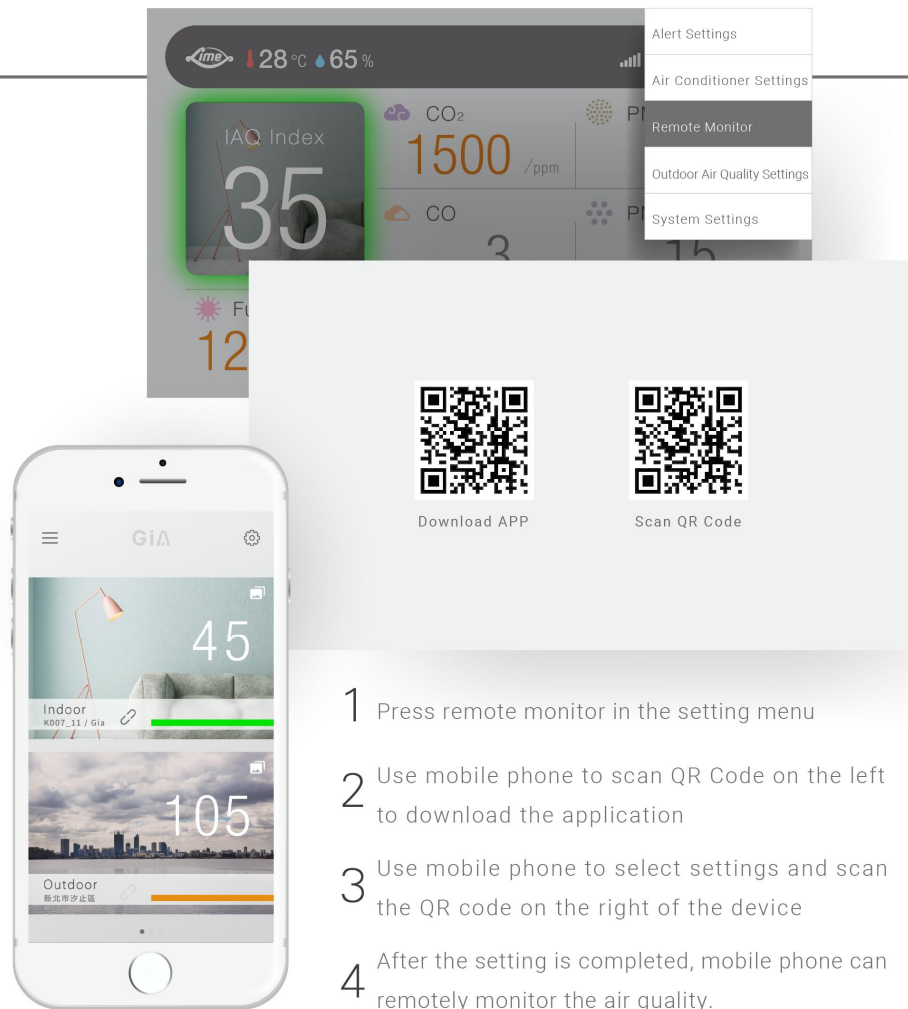 Alert Settings
Air Conditioner Settings
Remote Monitor
Outdoor Air Quality Settings
System Settings
Lime 28 °C 65 %
IAQ Index
35
CO₂
1500 /ppm
CO
3
15
12
Download APP
Scan QR Code
GiA
45
Indoor
K007_11 / Gia
105
Outdoor
新北市汐止區
1 Press remote monitor in the setting menu
2 Use mobile phone to scan QR Code on the left
to download the application
3 Use mobile phone to select settings and scan
the QR code on the right of the device
4 After the setting is completed, mobile phone can
remotely monitor the air quality.